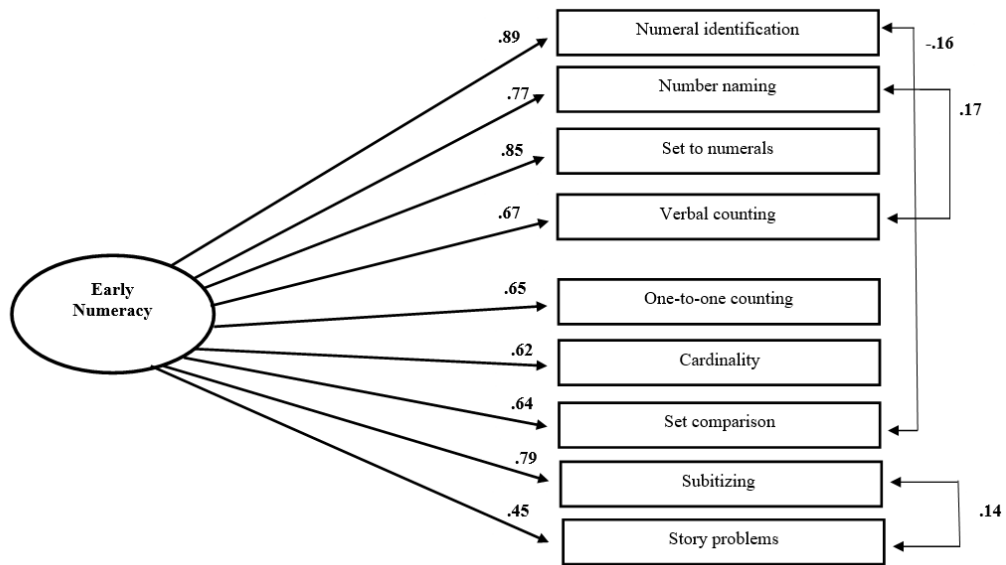 .89
Numeral identification
-.16
.77
Number naming
.17
.85
Set to numerals
.67
Verbal counting
Early
Numeracy
.65
One-to-one counting
.62
Cardinality
.64
Set comparison
.79
Subitizing
.14
.45
Story problems